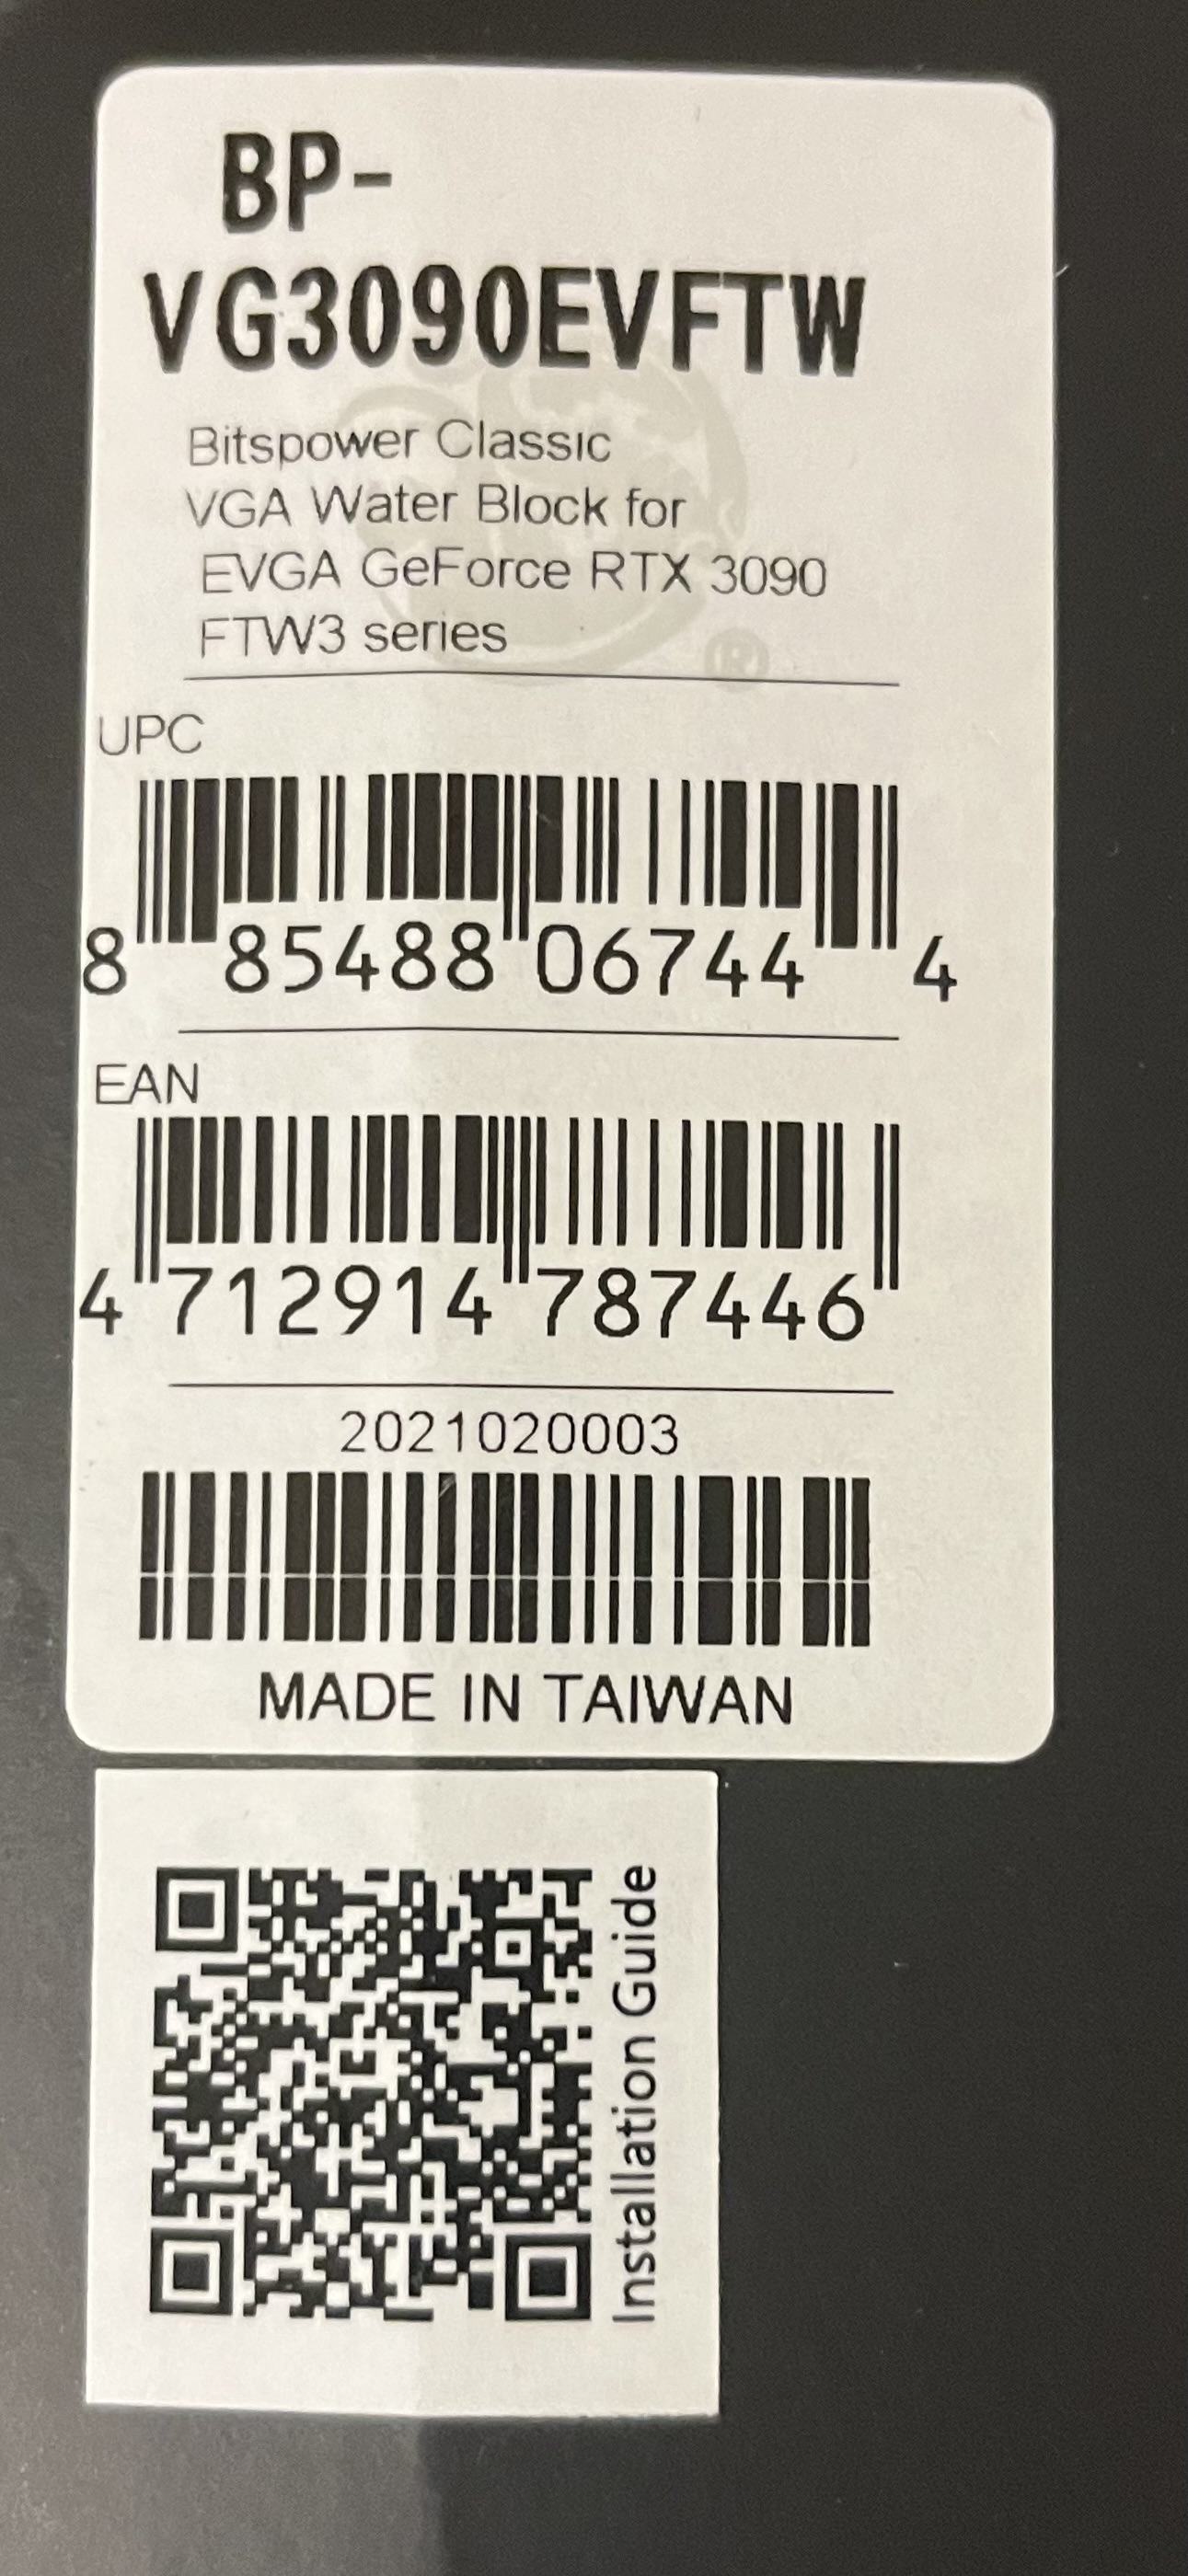 BP-
VG3090EVFTW
Bitspower Classic
VGA Water Block for
EVGA GeForce RTX 3090
FTW3 series
®
UPC
8 85488 06744 4
EAN
4 712914 787446
2021020003
MADE IN TAIWAN
Installation Guide